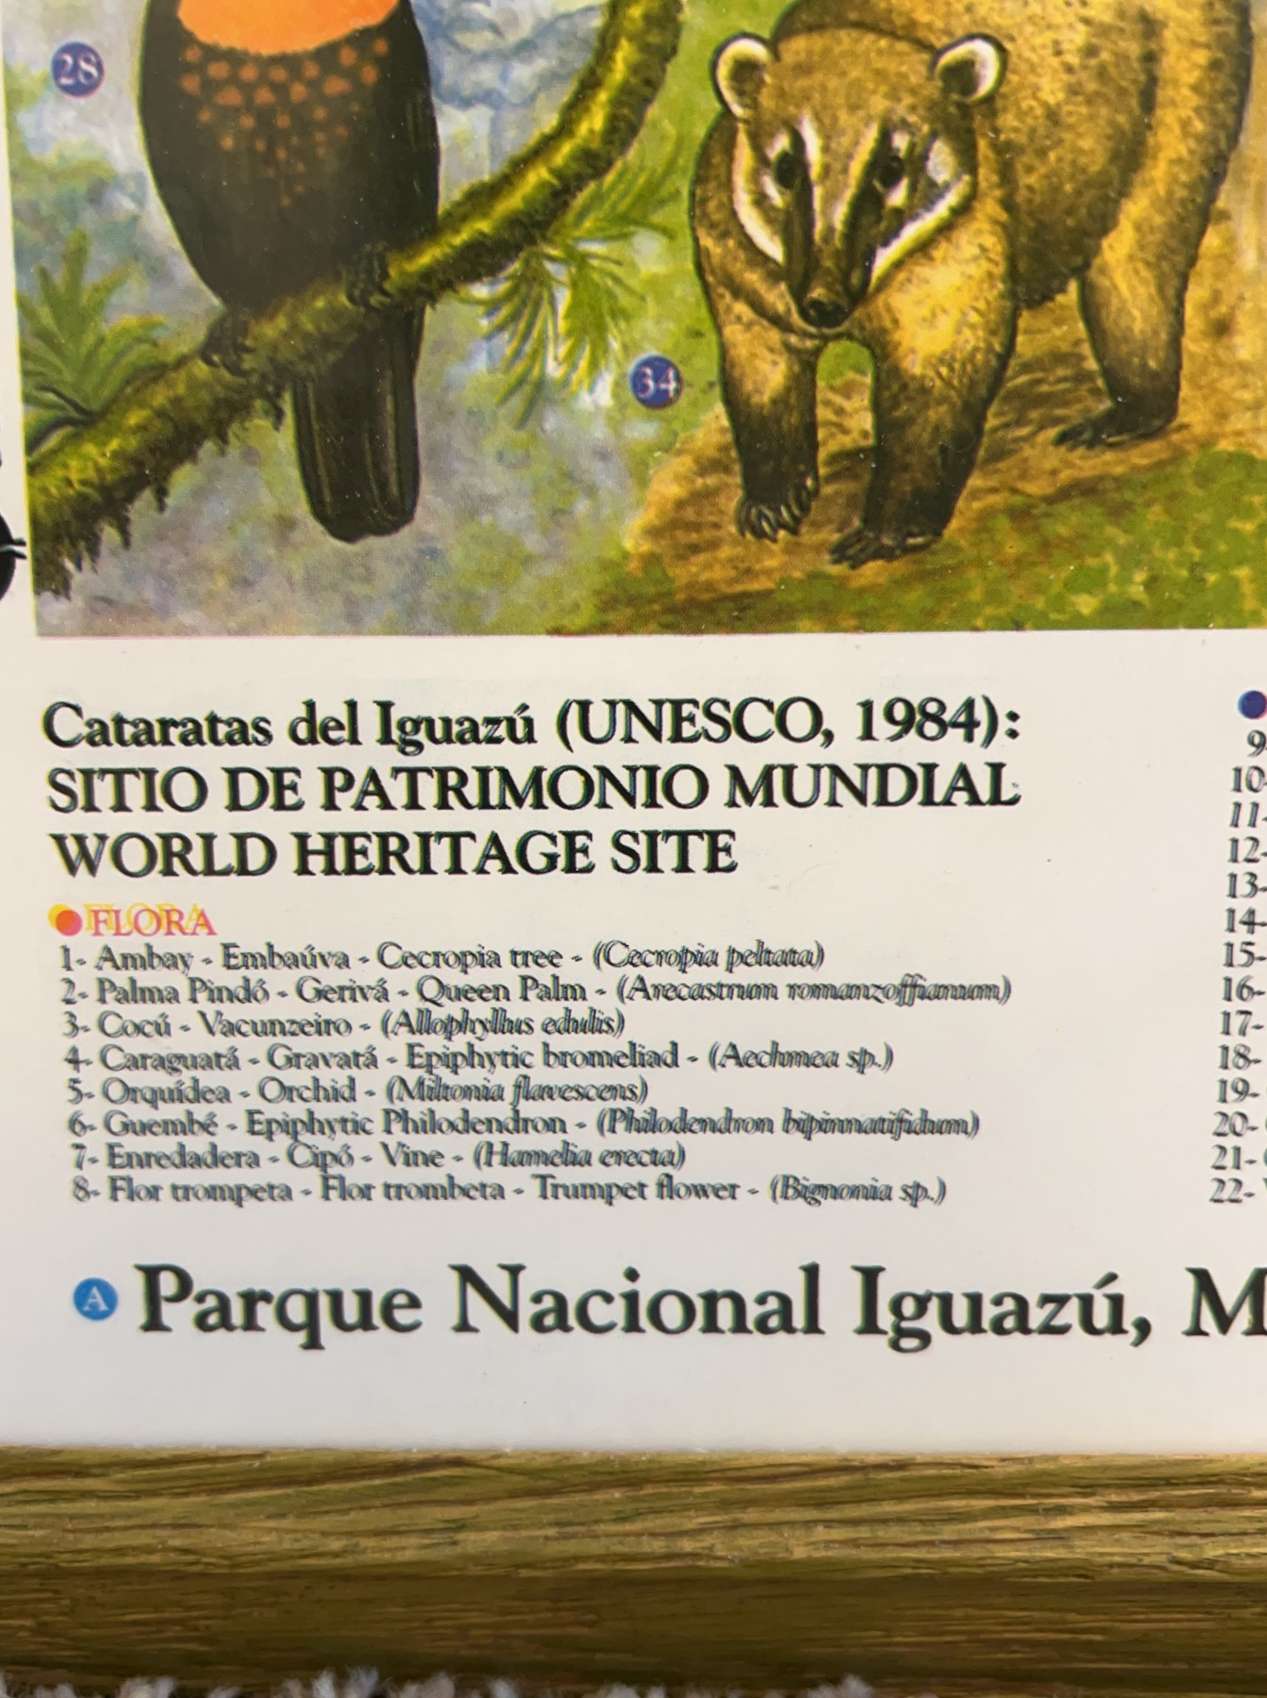 28
34
Cataratas del Iguazú (UNESCO, 1984):
SITIO DE PATRIMONIO MUNDIAL
WORLD HERITAGE SITE
FLORA
1- Ambay - Embaúva - Cecropia tree - (Cecropia peltata)
2- Palma Pindó - Gerivá - Queen Palm - (Arecastrum romanzoffianum)
3- Cocú - Vacunzeiro - (Allophyllus edulis)
4- Caraguatá - Gravatá - Epiphytic bromeliad - (Aechmea sp.)
5- Orquídea - Orchid - (Miltonia flavescens)
6- Guembé - Epiphytic Philodendron - (Philodendron bipinnatifidum)
7- Enredadera - Cipó - Vine - (Hamelia erecta)
8- Flor trompeta - Flor trombeta - Trumpet flower - (Bignonia sp.)
9-
10-
11-
12-
13-
14-
15-
16-
17-
18-
19-
20-
21-
22-
A Parque Nacional Iguazú, M